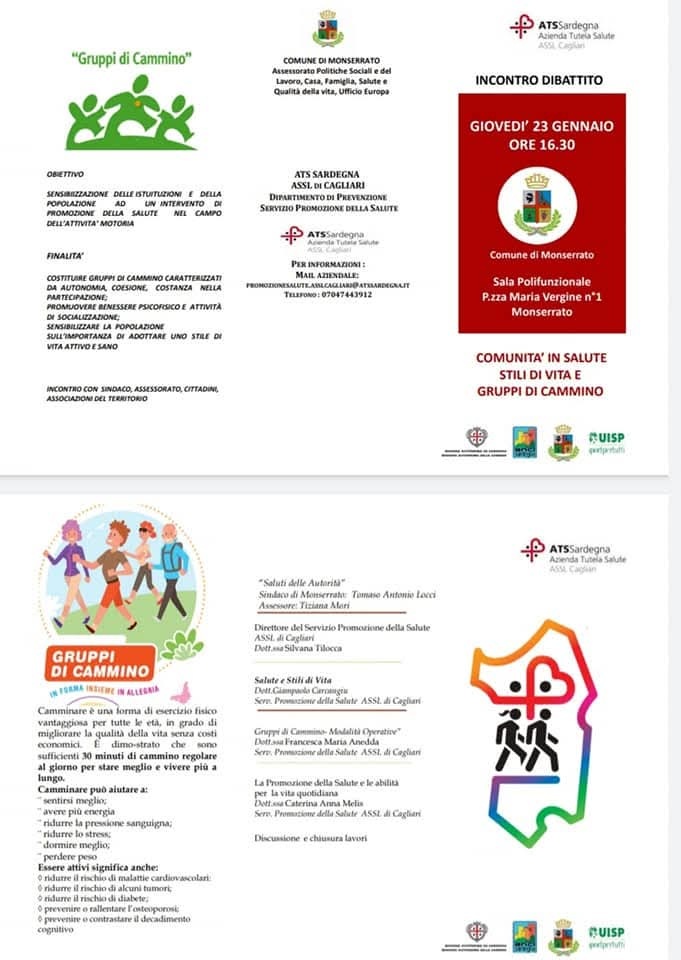 “Gruppi di Cammino”
OBIETTIVO
SENSIBIIZZAZIONE DELLE ISTUITUZIONI E DELLA
POPOLAZIONE AD UN INTERVENTO DI
PROMOZIONE DELLA SALUTE NEL CAMPO
DELL’ATTIVITA’ MOTORIA
FINALITA’
COSTITUIRE GRUPPI DI CAMMINO CARATTERIZZATI
DA AUTONOMIA, COESIONE, COSTANZA NELLA
PARTECIPAZIONE;
PROMUOVERE BENESSERE PSICOFISICO E ATTIVITÀ
DI SOCIALIZZAZIONE;
SENSIBILIZZARE LA POPOLAZIONE
SULL’IMPORTANZA DI ADOTTARE UNO STILE DI
VITA ATTIVO E SANO
INCONTRO CON SINDACO, ASSESSORATO, CITTADINI,
ASSOCIAZIONI DEL TERRITORIO
COMUNE DI MONSERRATO
Assessorato Politiche Sociali e del
Lavoro, Casa, Famiglia, Salute e
Qualità della vita, Ufficio Europa
ATS SARDEGNA
ASSL DI CAGLIARI
DIPARTIMENTO DI PREVENZIONE
SERVIZIO PROMOZIONE DELLA SALUTE
ATSSardegna
Azienda Tutela Salute
ASSL Cagliari
PER INFORMAZIONI :
MAIL AZIENDALE:
PROMOZIONESALUTE.ASSLCAGLIARI@ATSSARDEGNA.IT
TELEFONO : 07047443912
ATSSardegna
Azienda Tutela Salute
ASSL Cagliari
INCONTRO DIBATTITO
GIOVEDI’ 23 GENNAIO
ORE 16.30
Comune di Monserrato
Sala Polifunzionale
P.zza Maria Vergine n°1
Monserrato
COMUNITA’ IN SALUTE
STILI DI VITA E
GRUPPI DI CAMMINO
UISP
sportpertutti
GRUPPI
DI CAMMINO
IN FORMA INSIEME IN ALLEGRIA
Camminare è una forma di esercizio fisico
vantaggiosa per tutte le età, in grado di
migliorare la qualità della vita senza costi
economici. È dimo-strato che sono
sufficienti 30 minuti di cammino regolare
al giorno per stare meglio e vivere più a
lungo.
Camminare può aiutare a:
¨ sentirsi meglio;
¨ avere più energia
¨ ridurre la pressione sanguigna;
¨ ridurre lo stress;
¨ dormire meglio;
¨ perdere peso
Essere attivi significa anche:
◊ ridurre il rischio di malattie cardiovascolari:
◊ ridurre il rischio di alcuni tumori;
◊ ridurre il rischio di diabete;
◊ prevenire o rallentare l’osteoporosi;
◊ prevenire o contrastare il decadimento
cognitivo
“Saluti delle Autorità”
Sindaco di Monserrato: Tomaso Antonio Locci
Assessore: Tiziana Mori
Direttore del Servizio Promozione della Salute
ASSL di Cagliari
Dott.ssa Silvana Tilocca
Salute e Stili di Vita
Dott.Giampaolo Carcangiu
Serv. Promozione della Salute ASSL di Cagliari
Gruppi di Cammino- Modalità Operative”
Dott.ssa Francesca Maria Anedda
Serv. Promozione della Salute ASSL di Cagliari
La Promozione della Salute e le abilità
per la vita quotidiana
Dott.ssa Caterina Anna Melis
Serv. Promozione della Salute ASSL di Cagliari
Discussione e chiusura lavori
ATSSardegna
Azienda Tutela Salute
ASSL Cagliari
UISP
sportpertutti